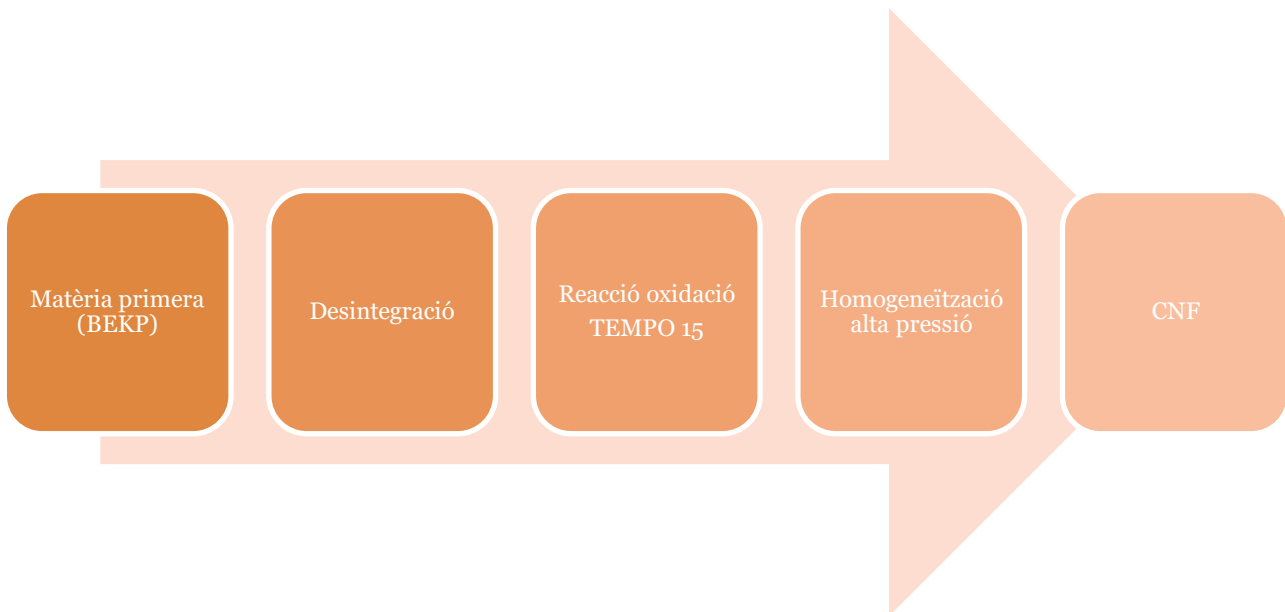 Matèria primera
(BEKP)
Desintegració
Reacció oxidació
TEMPO 15
Homogeneïtzació
alta pressió
CNF